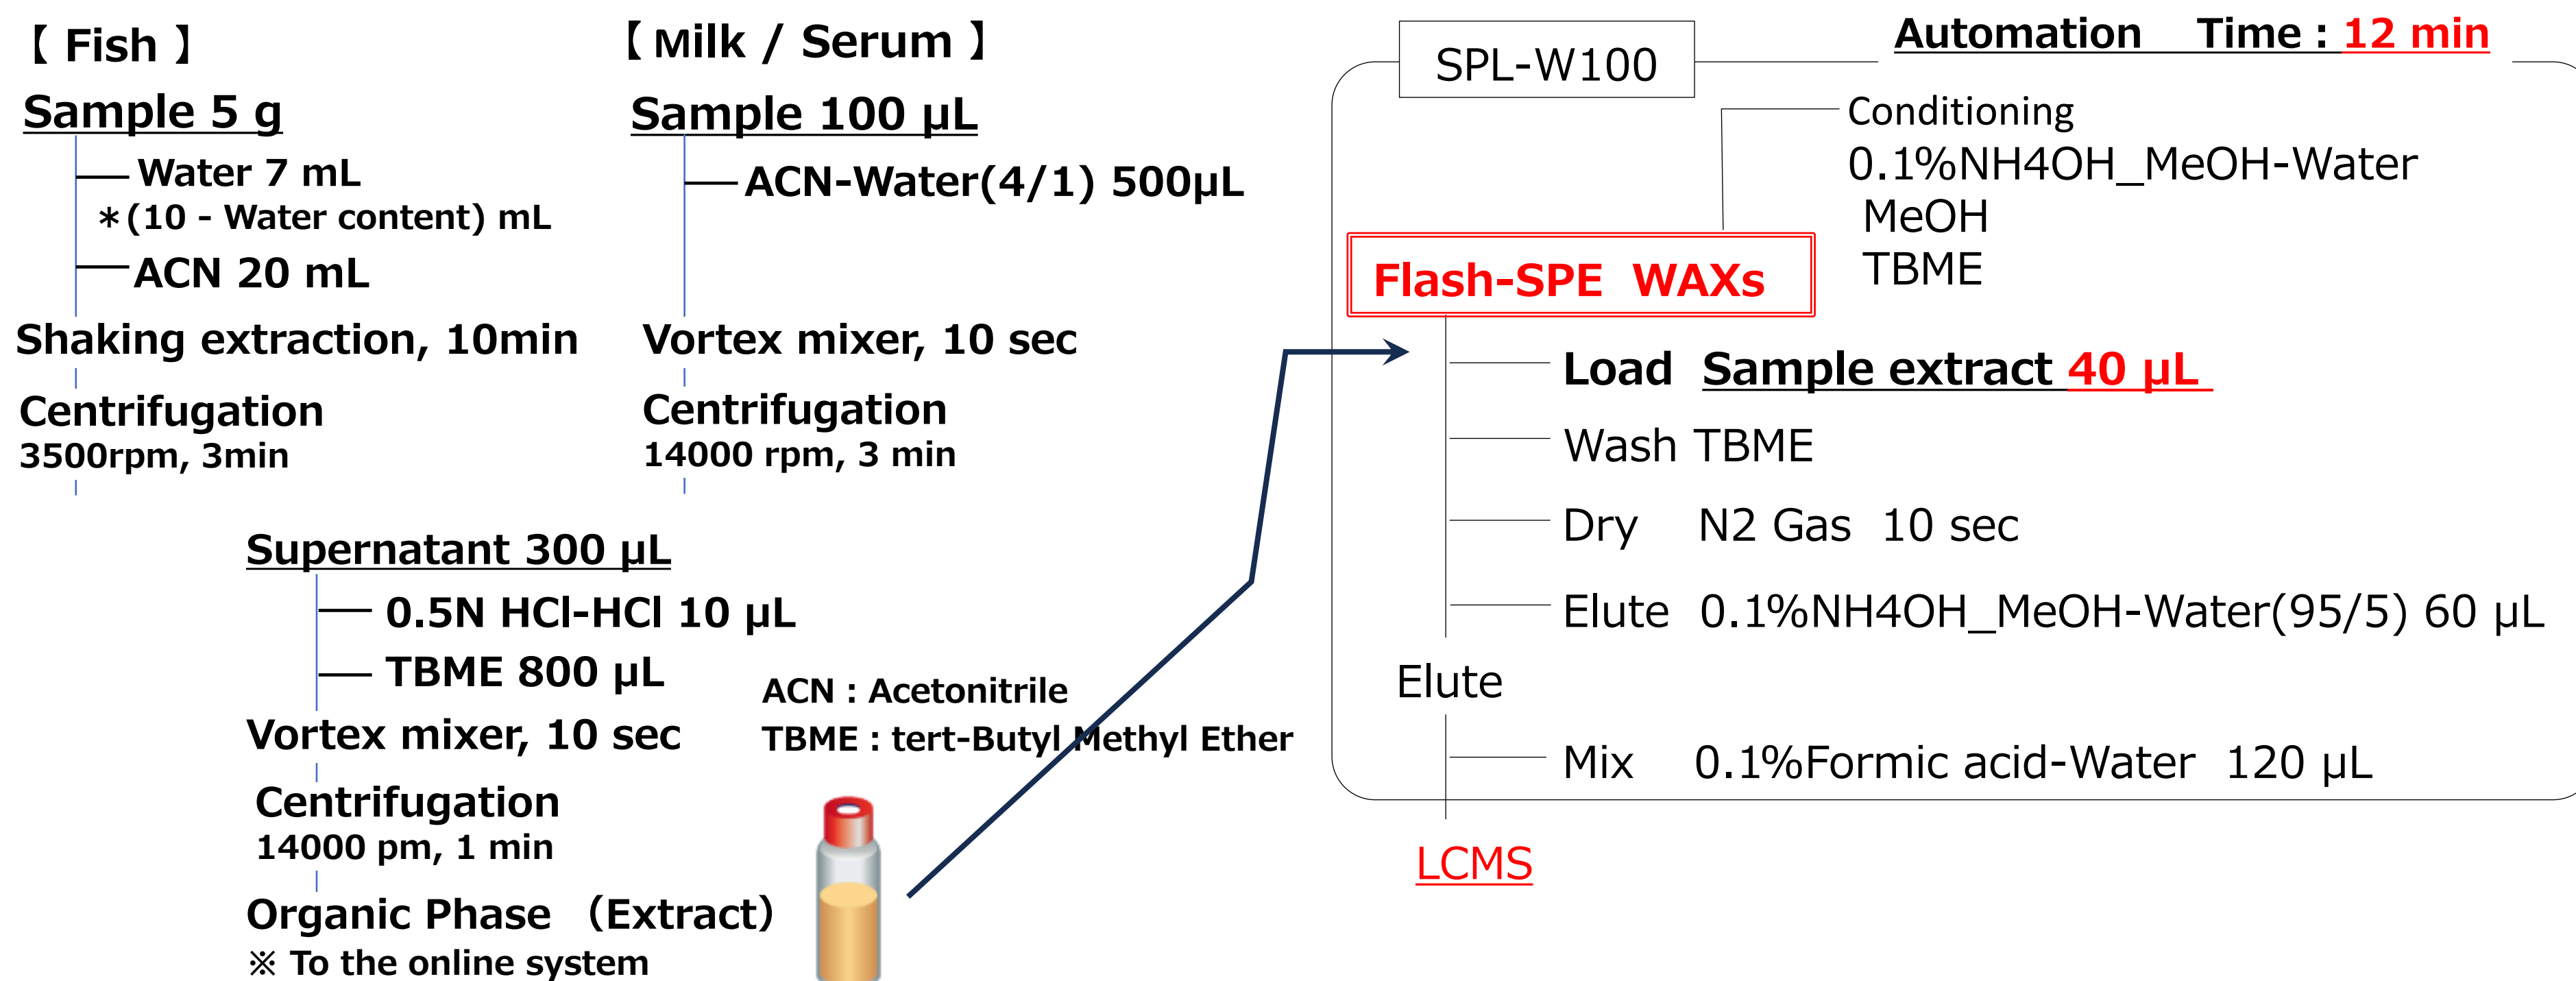 【 Fish 】
Sample 5 g
Water 7 mL
*(10 - Water content) mL
ACN 20 mL
Shaking extraction, 10min
Centrifugation
3500rpm, 3min
【 Milk / Serum 】
Sample 100 μL
ACN-Water(4/1) 500μL
Vortex mixer, 10 sec
Centrifugation
14000 rpm, 3 min
Supernatant 300 μL
0.5N HCl-HCl 10 μL
TBME 800 μL
Vortex mixer, 10 sec
Centrifugation
14000 pm, 1 min
Organic Phase （Extract）
※ To the online system
ACN : Acetonitrile
TBME : tert-Butyl Methyl Ether
SPL-W100
Automation Time : 12 min
Conditioning
0.1%NH4OH_MeOH-Water
MeOH
TBME
Flash-SPE WAXs
Load Sample extract 40 μL
Wash TBME
Dry N2 Gas 10 sec
Elute 0.1%NH4OH_MeOH-Water(95/5) 60 μL
Elute
Mix 0.1%Formic acid-Water 120 μL
LCMS